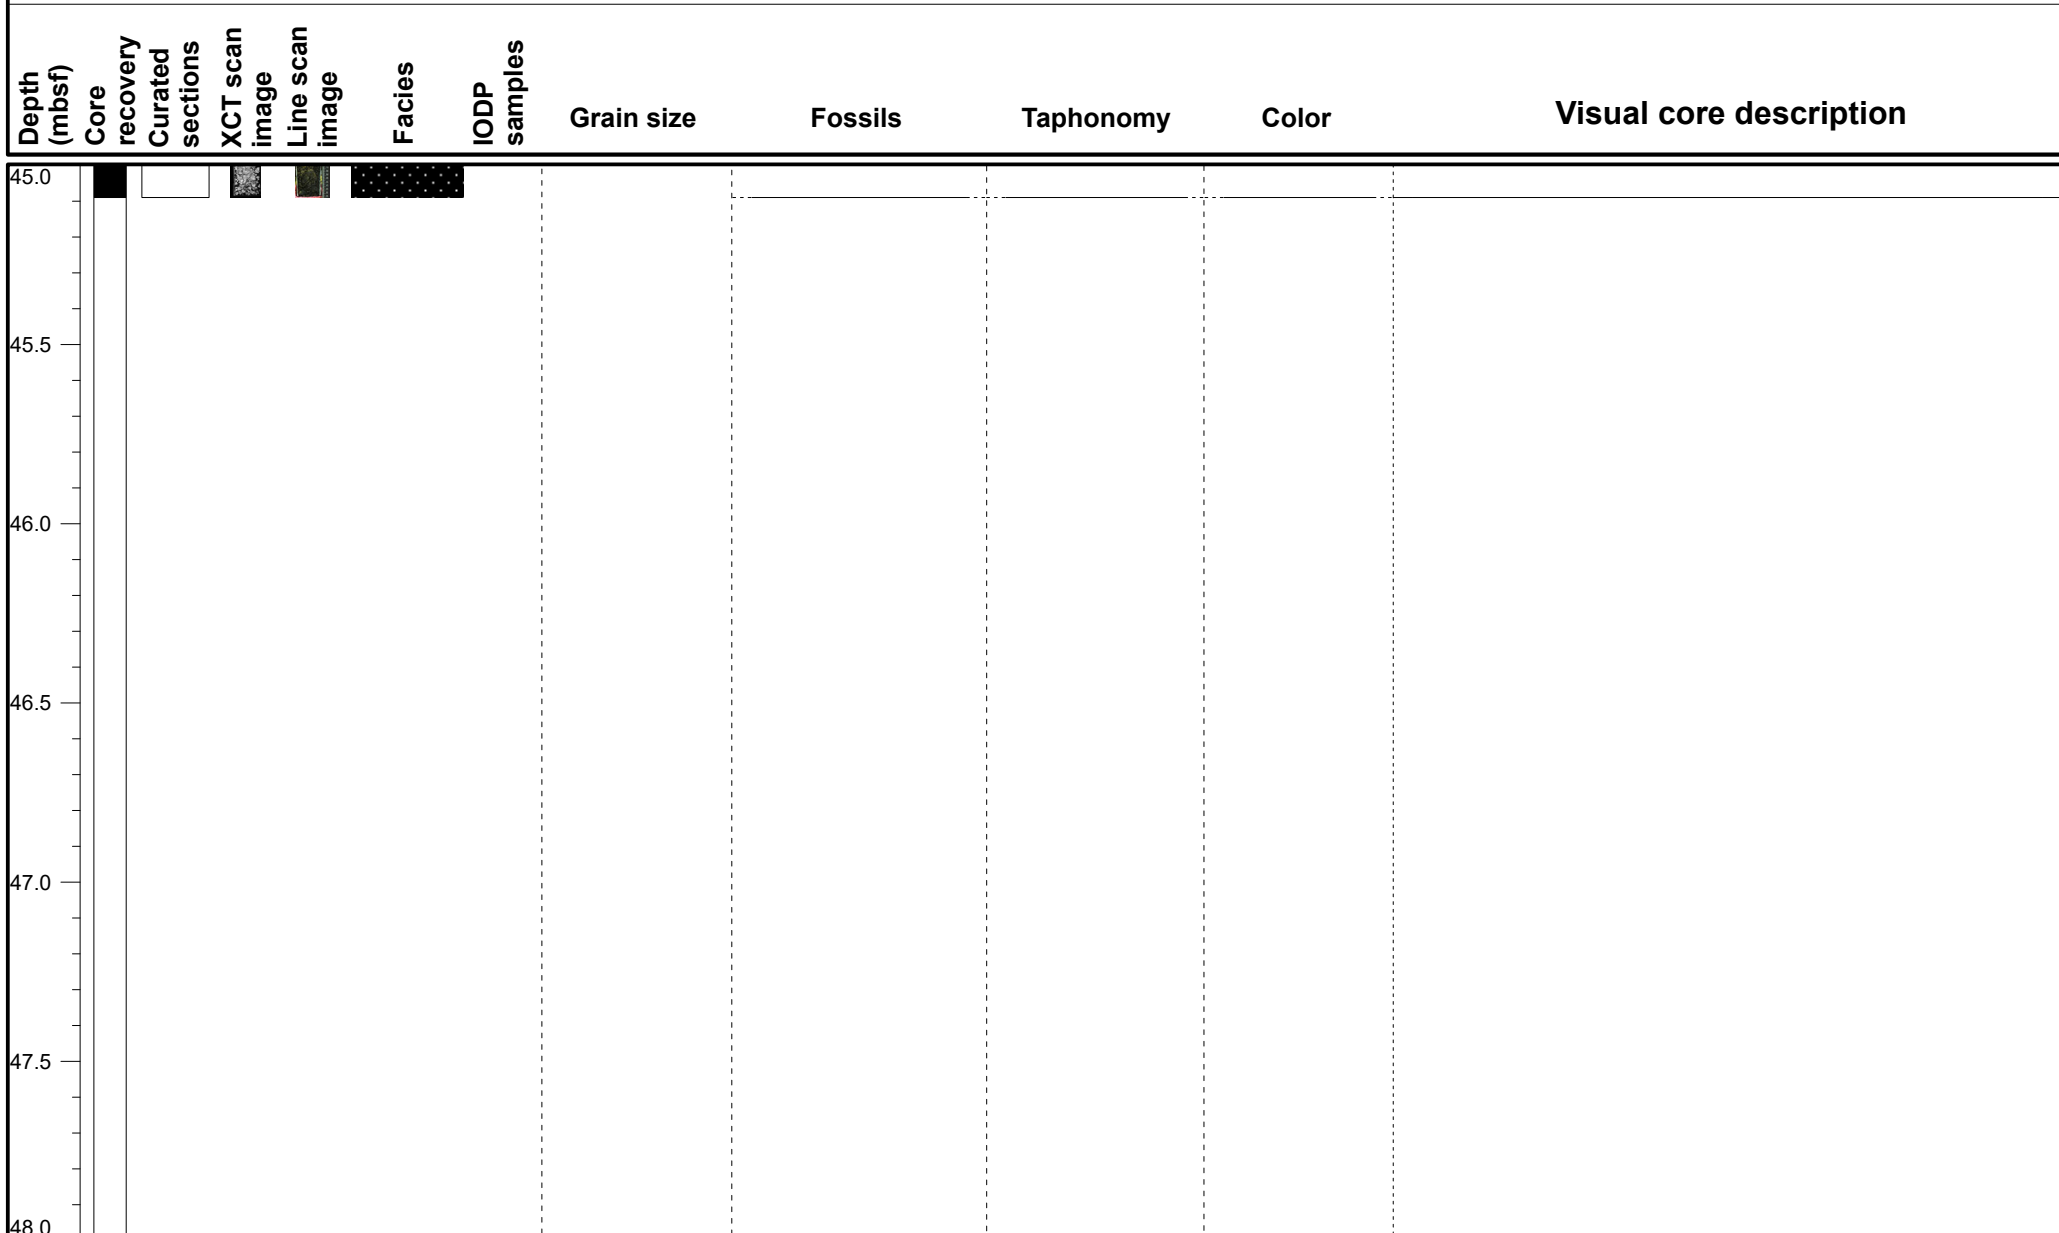 Depth
(mbsf)
Core
recovery
Curated
sections
XCT scan
image
Line scan
image
Facies
IODP
samples
Grain size
Fossils
Taphonomy
Color
Visual core description
45.0
45.5
46.0
46.5
47.0
47.5
48.0